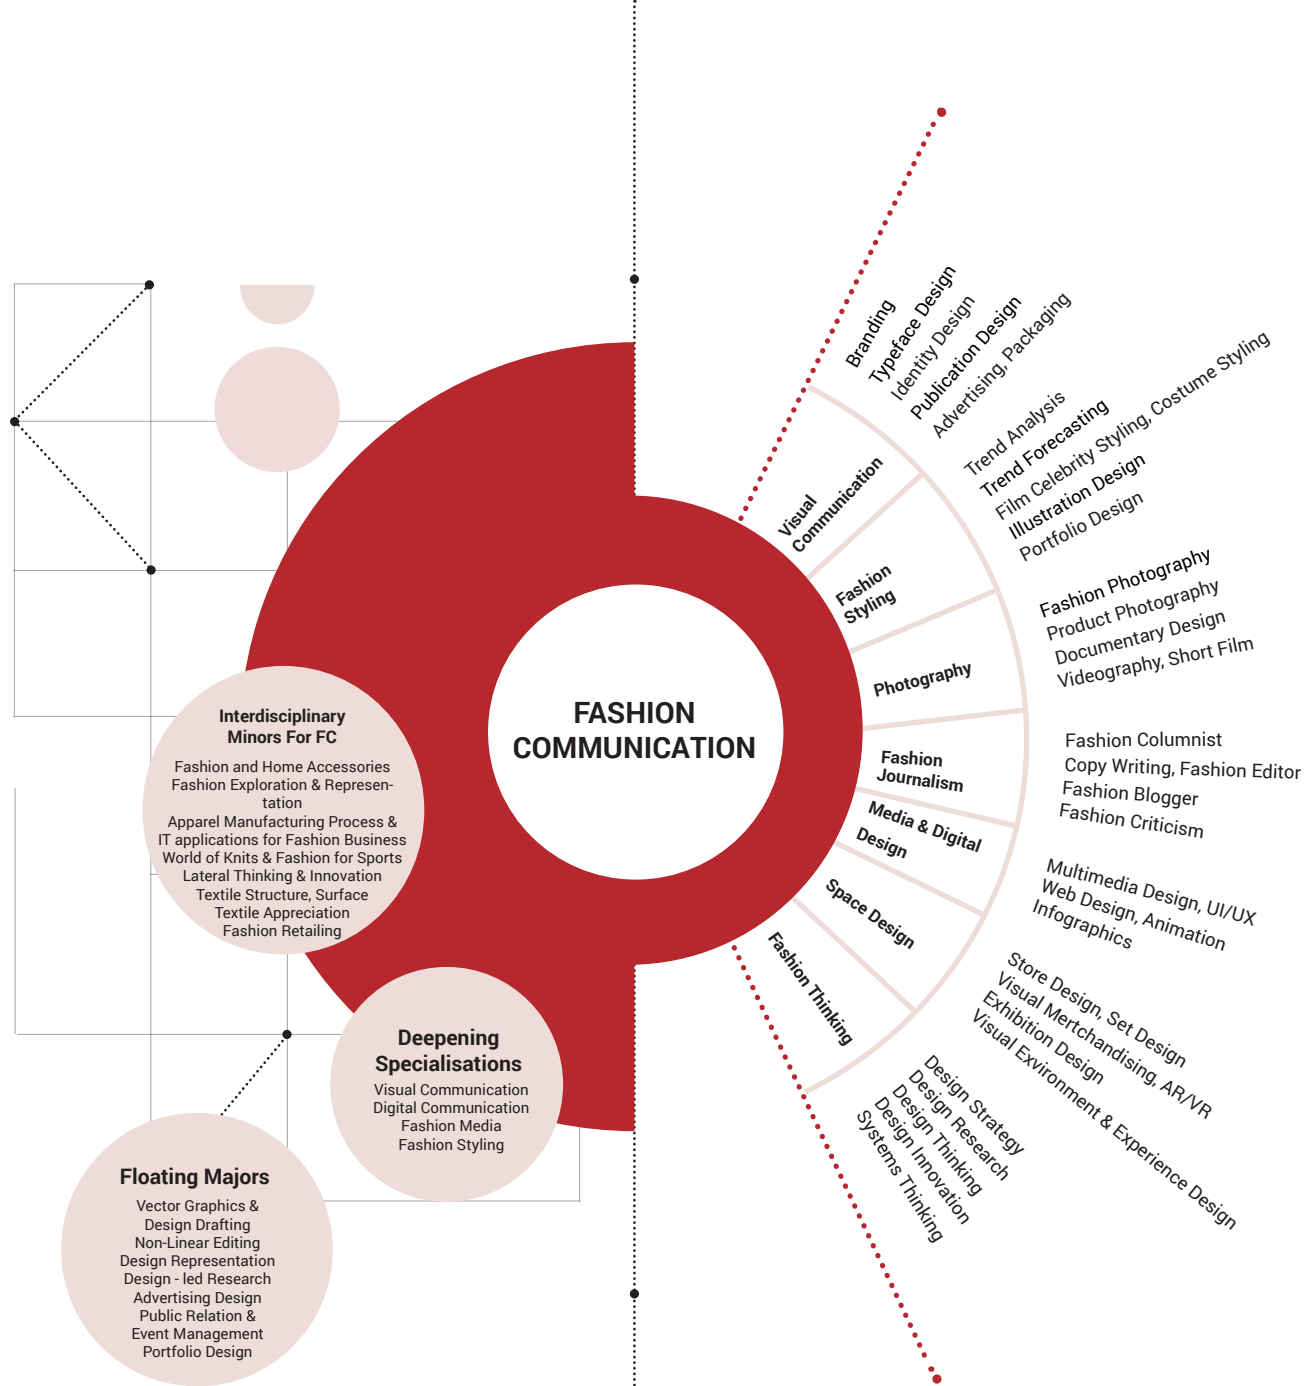 FASHION
COMMUNICATION
Visual
Communication
Branding
Typeface Design
Identity Design
Publication Design
Advertising, Packaging
Fashion
Styling
Trend Analysis
Trend Forecasting
Film Celebrity Styling, Costume Styling
Illustration Design
Portfolio Design
Photography
Fashion Photography
Product Photography
Documentary Design
Videography, Short Film
Fashion
Journalism
Fashion Columnist
Copy Writing, Fashion Editor
Fashion Blogger
Fashion Criticism
Media & Digital
Design
Multimedia Design, UI/UX
Web Design, Animation
Infographics
Space Design
Store Design, Set Design
Visual Mertchandising, AR/VR
Exhibition Design
Visual Exvironment & Experience Design
Fashion Thinking
Design Strategy
Design Research
Design Thinking
Design Innovation
Systems Thinking
Interdisciplinary
Minors For FC
Fashion and Home Accessories
Fashion Exploration & Represen-
tation
Apparel Manufacturing Process &
IT applications for Fashion Business
World of Knits & Fashion for Sports
Lateral Thinking & Innovation
Textile Structure, Surface
Textile Appreciation
Fashion Retailing
Deepening
Specialisations
Visual Communication
Digital Communication
Fashion Media
Fashion Styling
Floating Majors
Vector Graphics &
Design Drafting
Non-Linear Editing
Design Representation
Design - led Research
Advertising Design
Public Relation &
Event Management
Portfolio Design